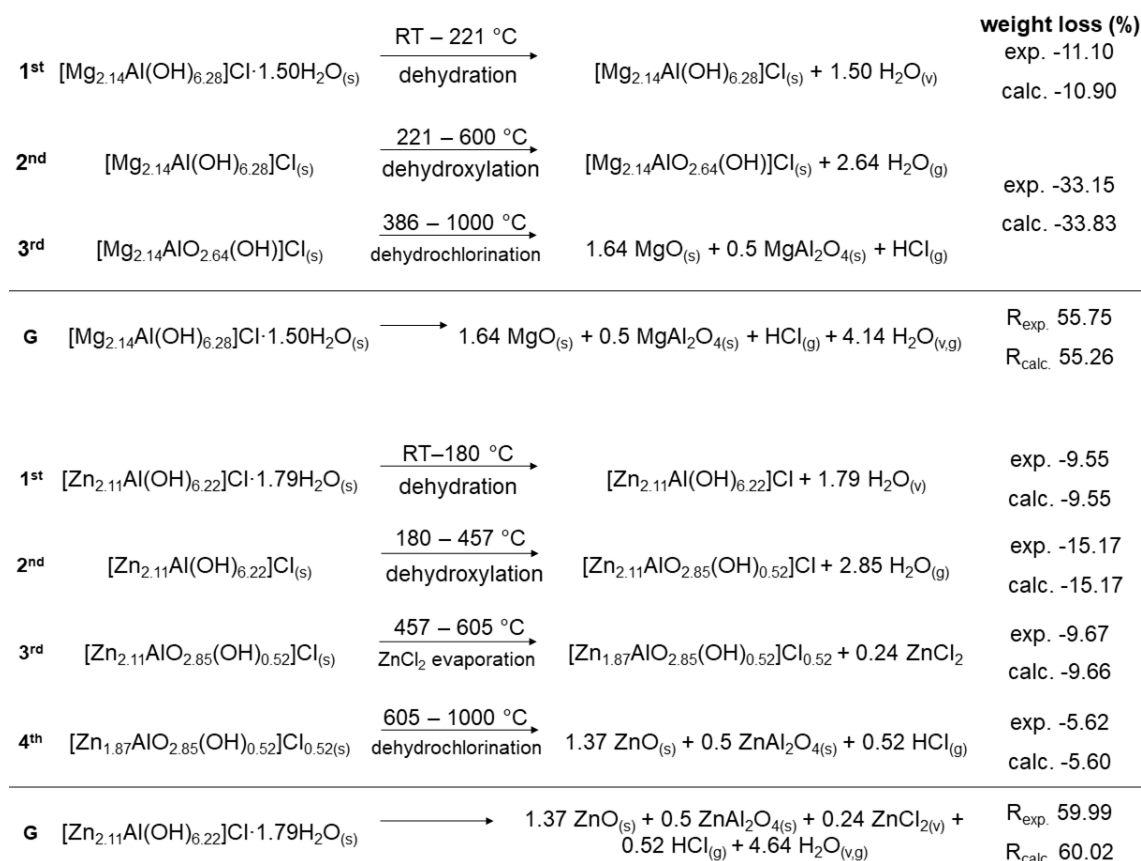 weight loss (%)
1st [Mg2.14Al(OH)6.28]Cl·1.50H2O(s) RT – 221 °C dehydration [Mg2.14Al(OH)6.28]Cl(s) + 1.50 H2O(v) exp. -11.10
calc. -10.90
2nd [Mg2.14Al(OH)6.28]Cl(s) 221 – 600 °C dehydroxylation [Mg2.14AlO2.64(OH)]Cl(s) + 2.64 H2O(g)
exp. -33.15
calc. -33.83
3rd [Mg2.14AlO2.64(OH)]Cl(s) 386 – 1000 °C dehydrochlorination 1.64 MgO(s) + 0.5 MgAl2O4(s) + HCl(g)
G [Mg2.14Al(OH)6.28]Cl·1.50H2O(s) 1.64 MgO(s) + 0.5 MgAl2O4(s) + HCl(g) + 4.14 H2O(v,g) Rexp. 55.75
Rcalc. 55.26
1st [Zn2.11Al(OH)6.22]Cl·1.79H2O(s) RT–180 °C dehydration [Zn2.11Al(OH)6.22]Cl + 1.79 H2O(v) exp. -9.55
calc. -9.55
2nd [Zn2.11Al(OH)6.22]Cl(s) 180 – 457 °C dehydroxylation [Zn2.11AlO2.85(OH)0.52]Cl + 2.85 H2O(g) exp. -15.17
calc. -15.17
3rd [Zn2.11AlO2.85(OH)0.52]Cl(s) 457 – 605 °C ZnCl2 evaporation [Zn1.87AlO2.85(OH)0.52]Cl0.52 + 0.24 ZnCl2 exp. -9.67
calc. -9.66
4th [Zn1.87AlO2.85(OH)0.52]Cl0.52(s) 605 – 1000 °C dehydrochlorination 1.37 ZnO(s) + 0.5 ZnAl2O4(s) + 0.52 HCl(g) exp. -5.62
calc. -5.60
G [Zn2.11Al(OH)6.22]Cl·1.79H2O(s) 1.37 ZnO(s) + 0.5 ZnAl2O4(s) + 0.24 ZnCl2(v) + Rexp. 59.99
0.52 HCl(g) + 4.64 H2O(v,g) Rcalc. 60.02